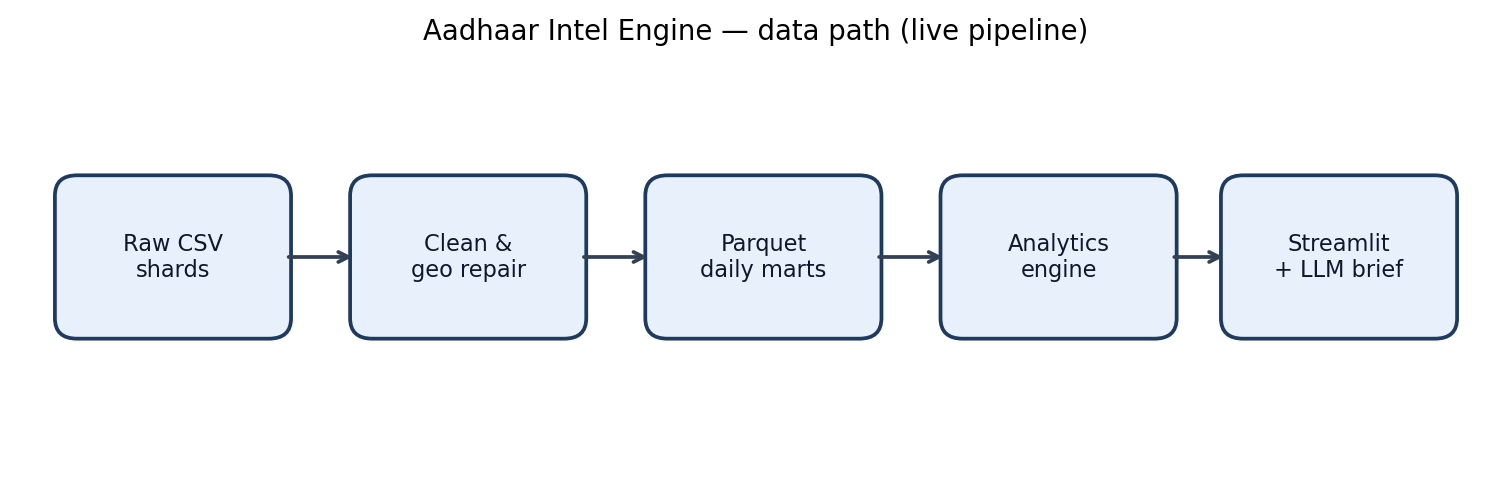 Aadhaar Intel Engine — data path (live pipeline)
Raw CSV
shards
Clean &
geo repair
Parquet
daily marts
Analytics
engine
Streamlit
+ LLM brief